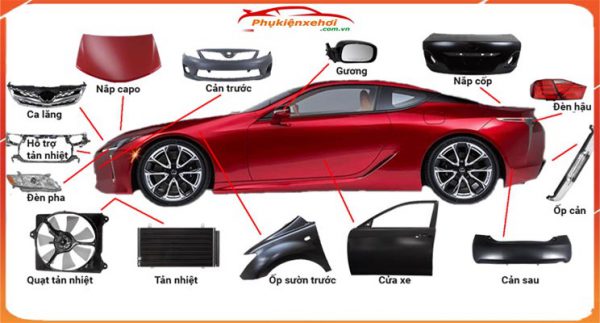 Phụkiệnxehơi
.com.vn
Nắp capo
Cản trước
Gương
Nắp cốp
Ca lăng
Đèn hậu
Hỗ trợ
tản nhiệt
Đèn pha
Ốp cản
Quạt tản nhiệt
Tản nhiệt
Ốp sườn trước
Cửa xe
Cản sau